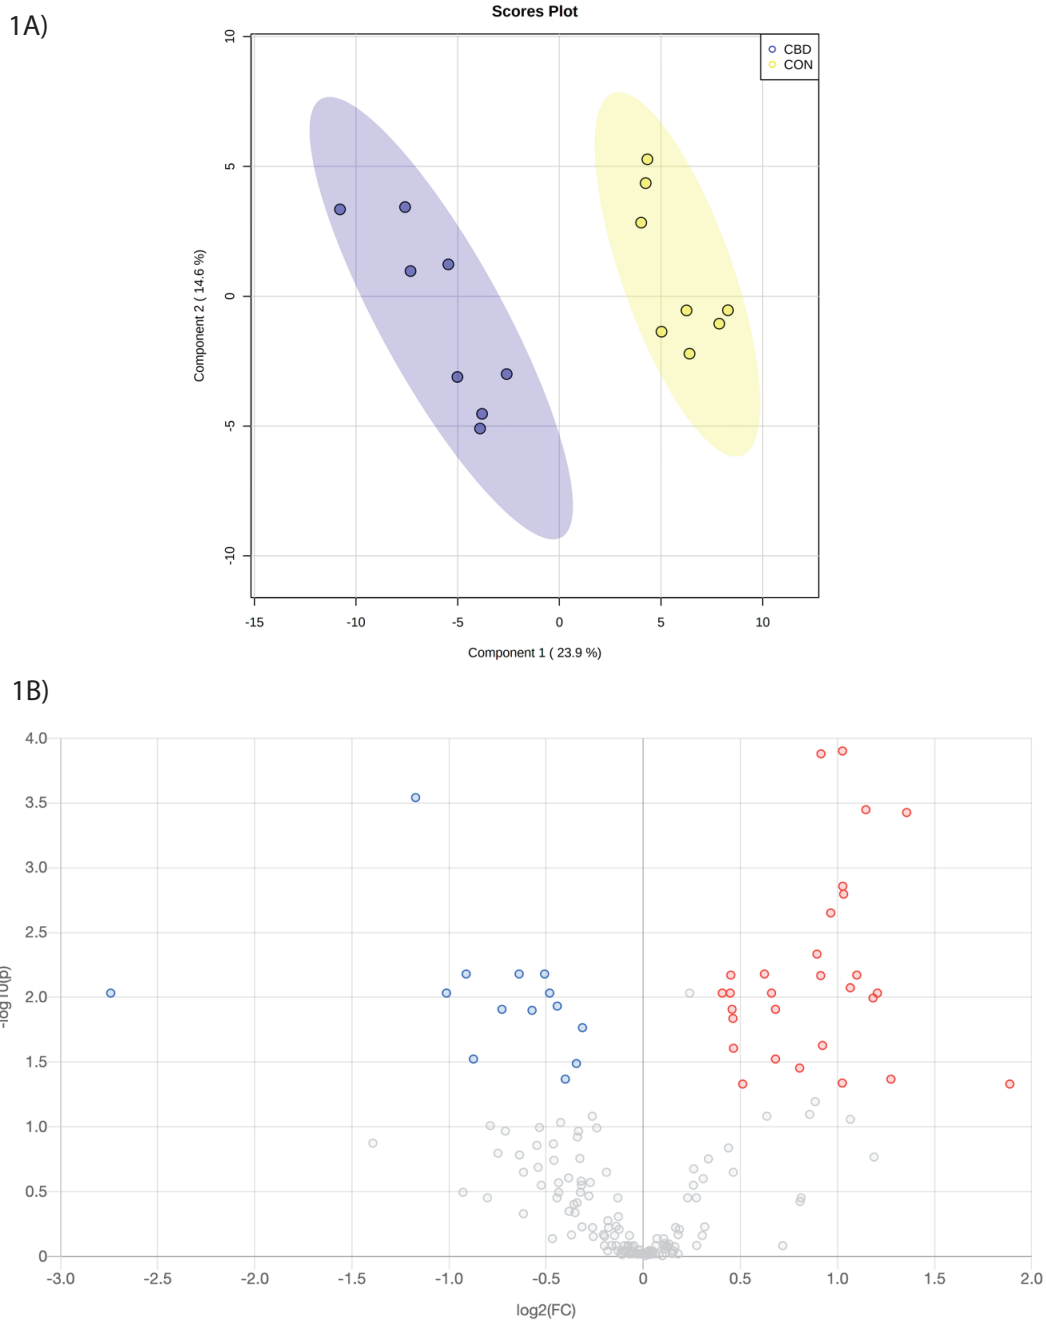 1A)
Scores Plot
CBD
CON
10
5
0
-5
-10
Component 2 ( 14.6 %)
-15 -10 -5 0 5 10
Component 1 ( 23.9 %)
1B)
4.0
3.5
3.0
2.5
2.0
1.5
1.0
0.5
0
-log10(p)
-3.0 -2.5 -2.0 -1.5 -1.0 -0.5 0 0.5 1.0 1.5 2.0
log2(FC)